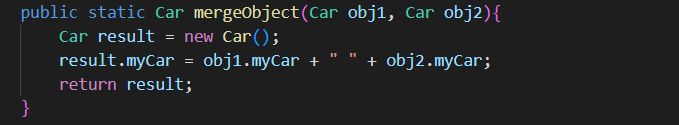 public static Car mergeObject(Car obj1, Car obj2){
    Car result = new Car();
    result.myCar = obj1.myCar + " " + obj2.myCar;
    return result;
}